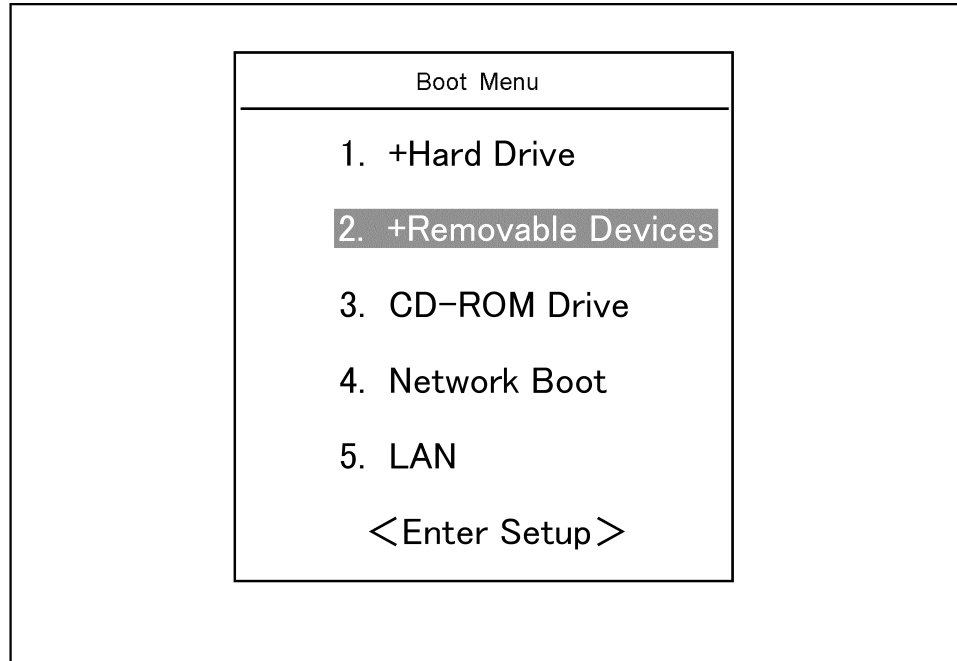 Boot Menu
1. +Hard Drive
2. +Removable Devices
3. CD-ROM Drive
4. Network Boot
5. LAN
<Enter Setup>